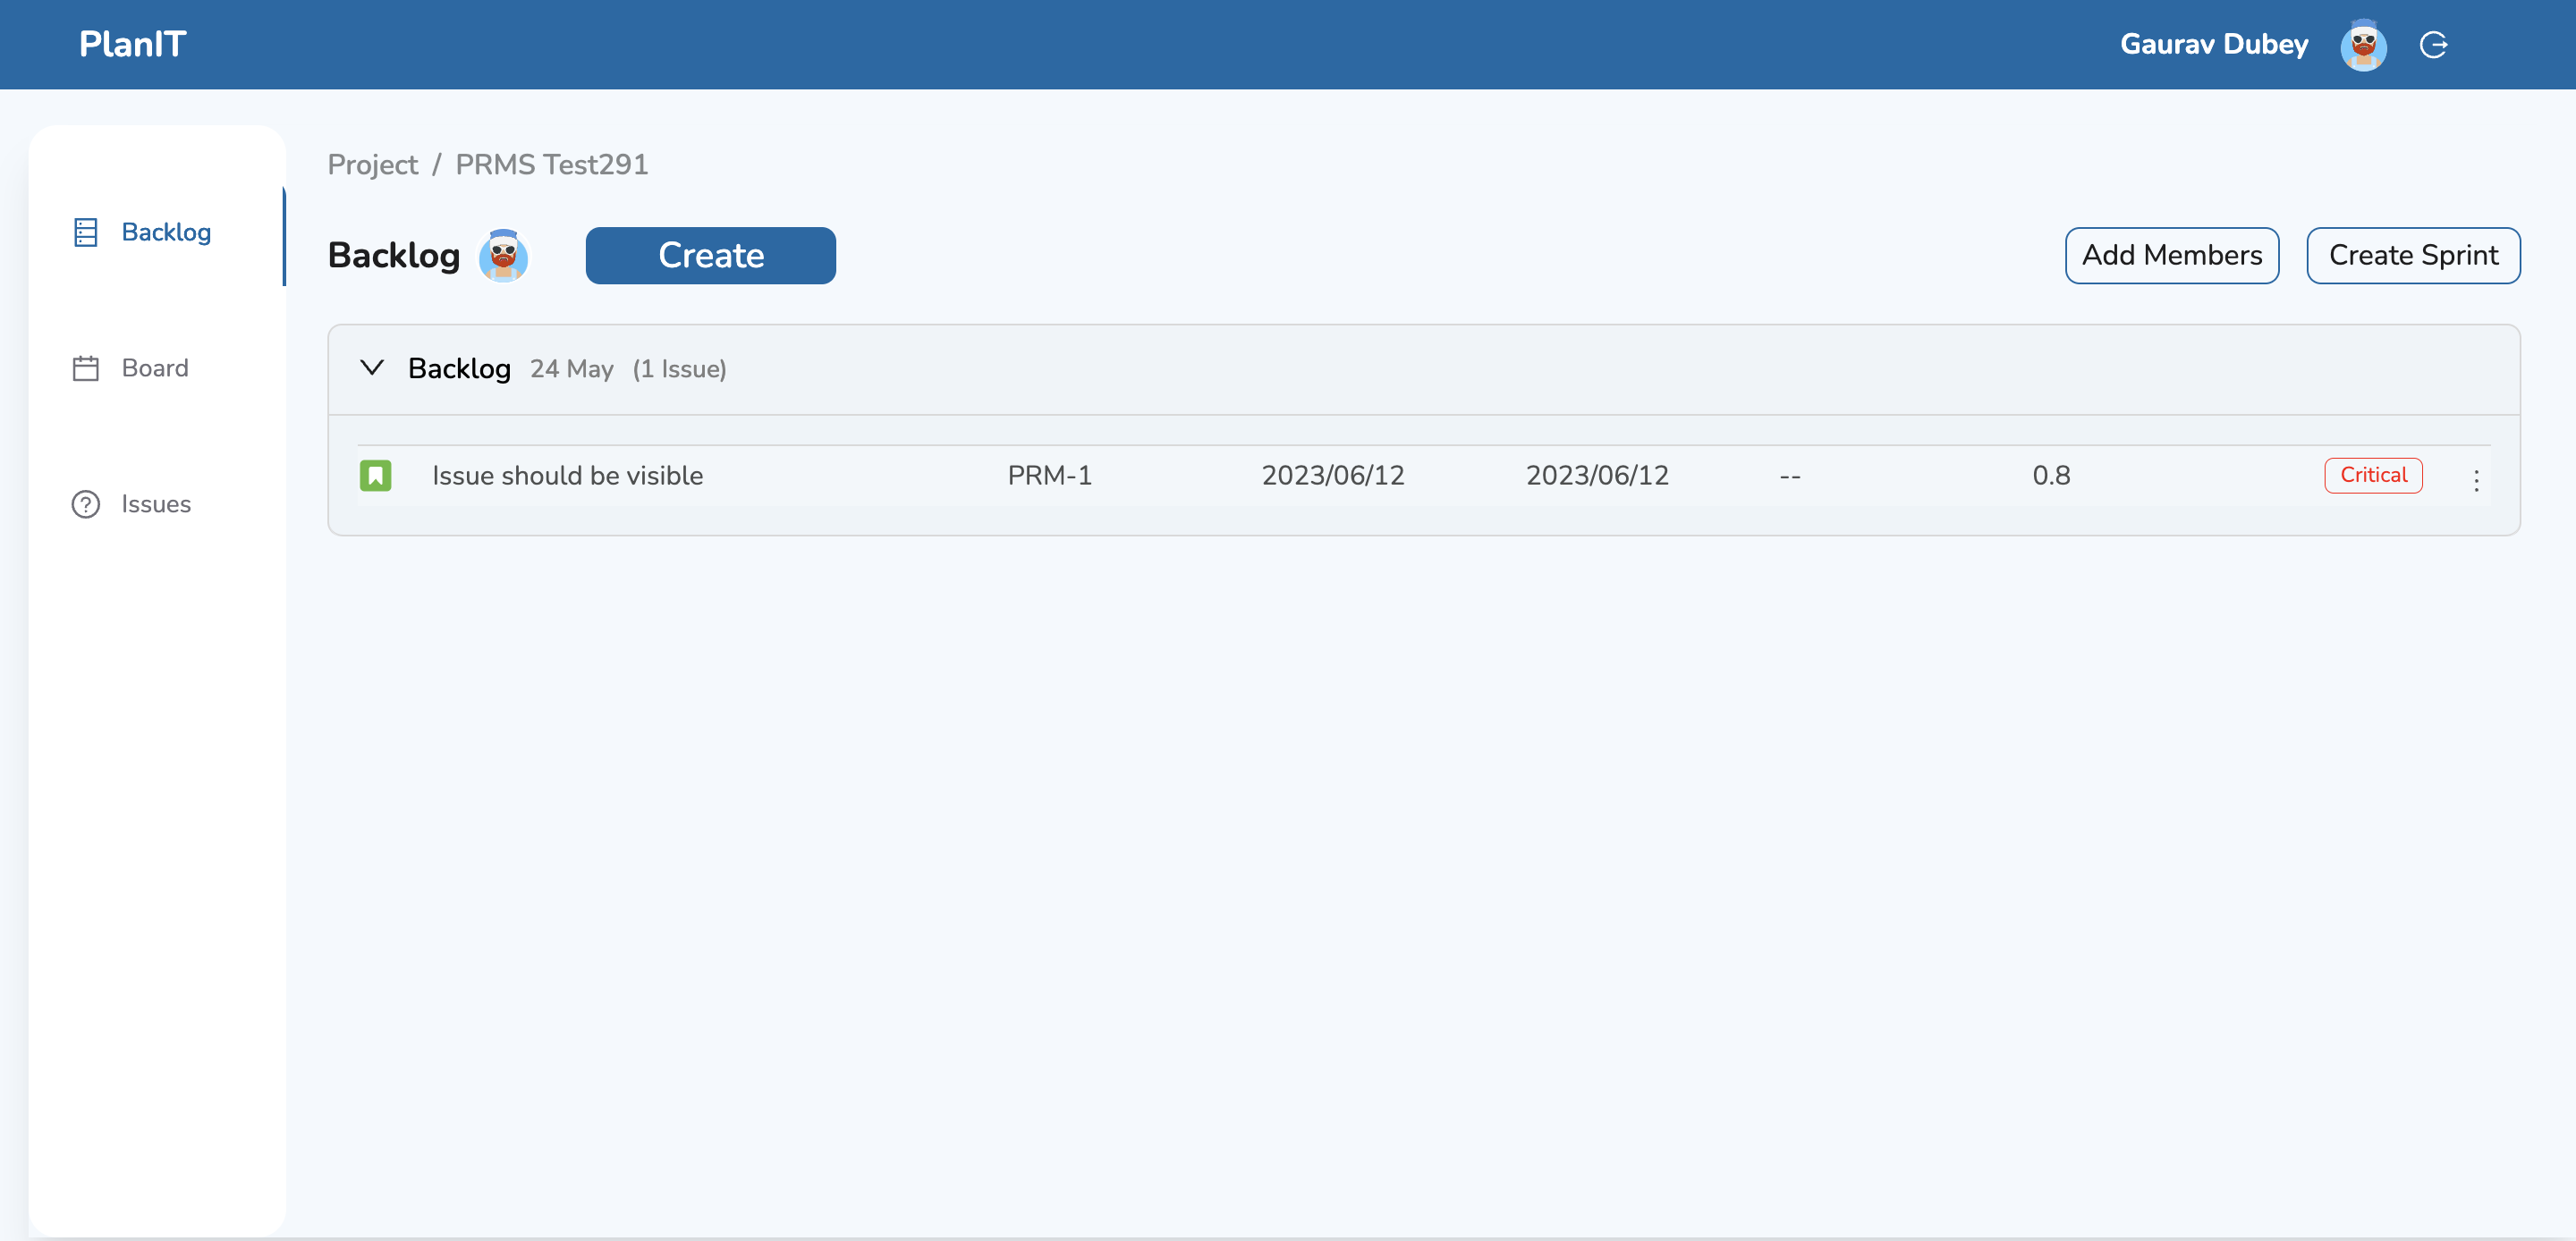 PlanIT
Gaurav Dubey
Project / PRMS Test291
Backlog
Board
Issues
Backlog
Create
Add Members
Create Sprint
Backlog 24 May (1 Issue)
Issue should be visible PRM-1 2023/06/12 2023/06/12 -- 0.8 Critical